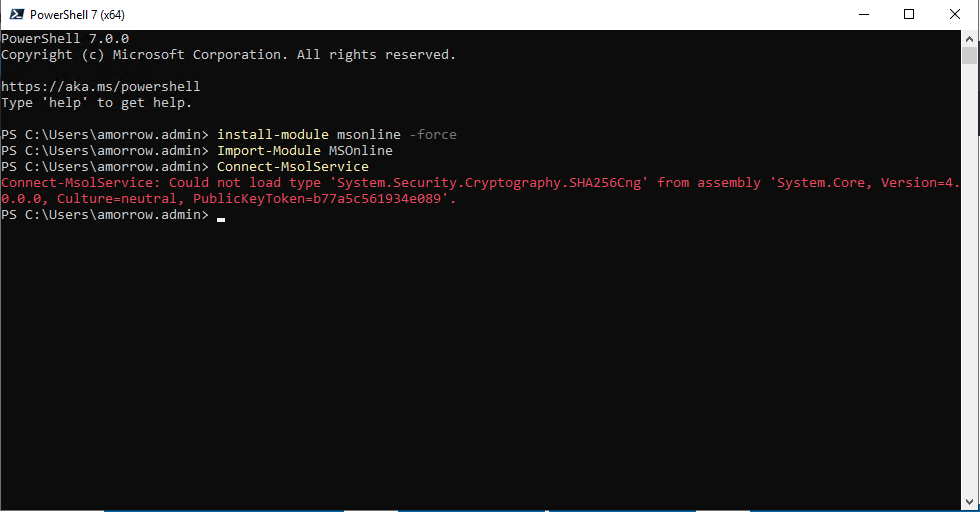 PowerShell 7 (x64)
PowerShell 7.0.0
Copyright (c) Microsoft Corporation. All rights reserved.
https://aka.ms/powershell
Type 'help' to get help.
PS C:\Users\amorrow.admin> install-module msonline -force
PS C:\Users\amorrow.admin> Import-Module MSOnline
PS C:\Users\amorrow.admin> Connect-MsolService
Connect-MsolService: Could not load type 'System.Security.Cryptography.SHA256Cng' from assembly 'System.Core, Version=4.
0.0.0, Culture=neutral, PublicKeyToken=b77a5c561934e089'.
PS C:\Users\amorrow.admin>